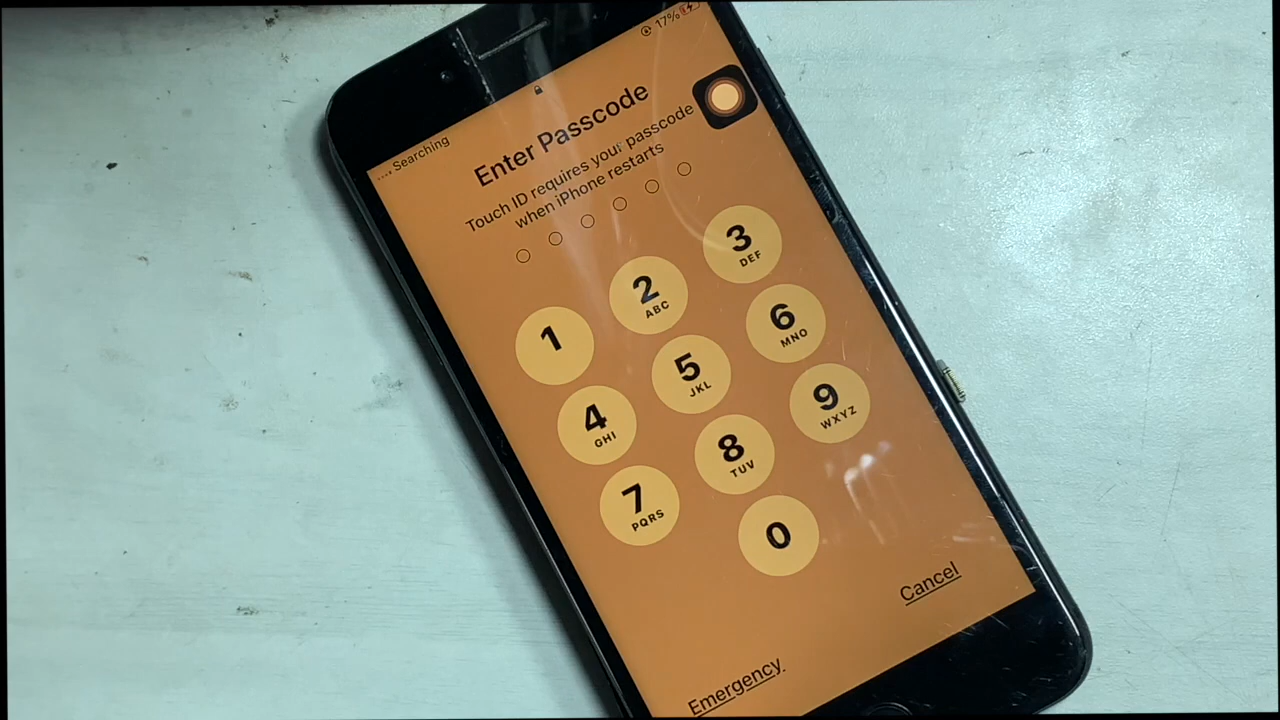 .... Searching
17%
Enter Passcode
Touch ID requires your passcode
when iPhone restarts
1
2
ABC
3
DEF
4
GHI
5
JKL
6
MNO
7
PQRS
8
TUV
9
WXYZ
0
Emergency
Cancel